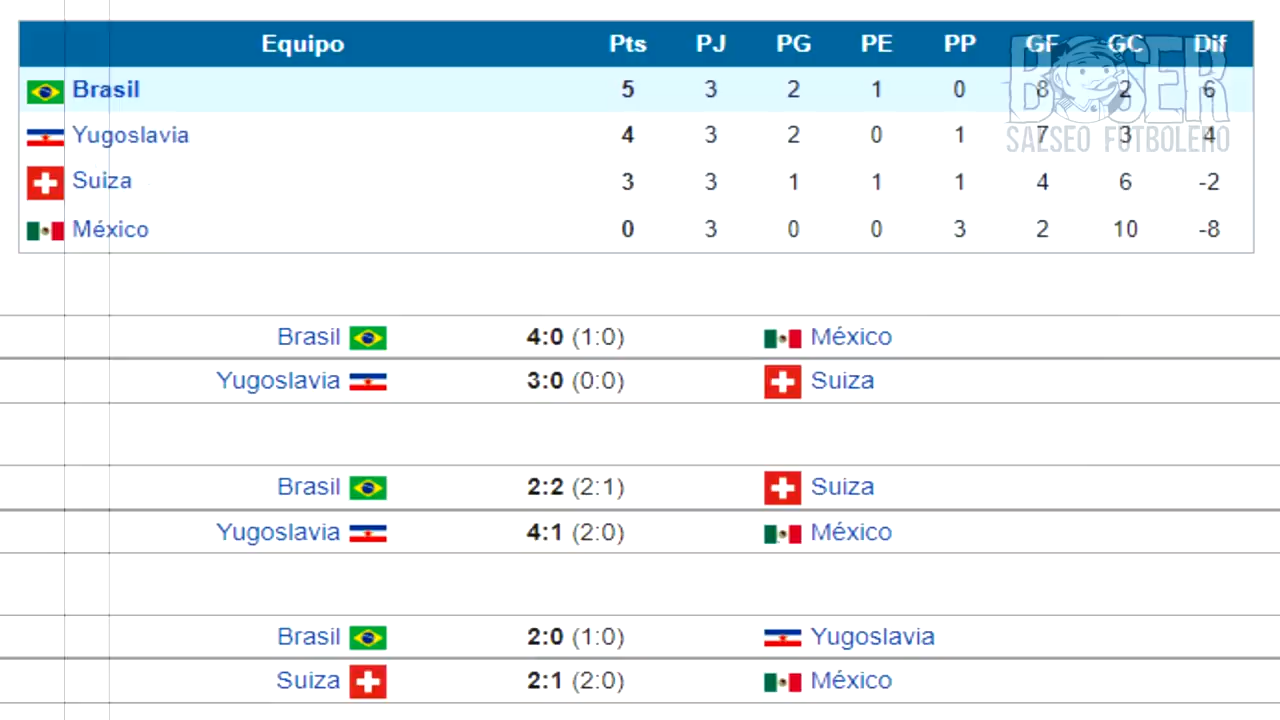 Equipo Pts PJ PG PE PP GF GC Dif
Brasil 5 3 2 1 0 8 2 6
Yugoslavia 4 3 2 0 1 7 3 4
Suiza 3 3 1 1 1 4 6 -2
México 0 3 0 0 3 2 10 -8
BOSER
SALSEO FUTBOLERO
Brasil 4:0 (1:0) México
Yugoslavia 3:0 (0:0) Suiza
Brasil 2:2 (2:1) Suiza
Yugoslavia 4:1 (2:0) México
Brasil 2:0 (1:0) Yugoslavia
Suiza 2:1 (2:0) México